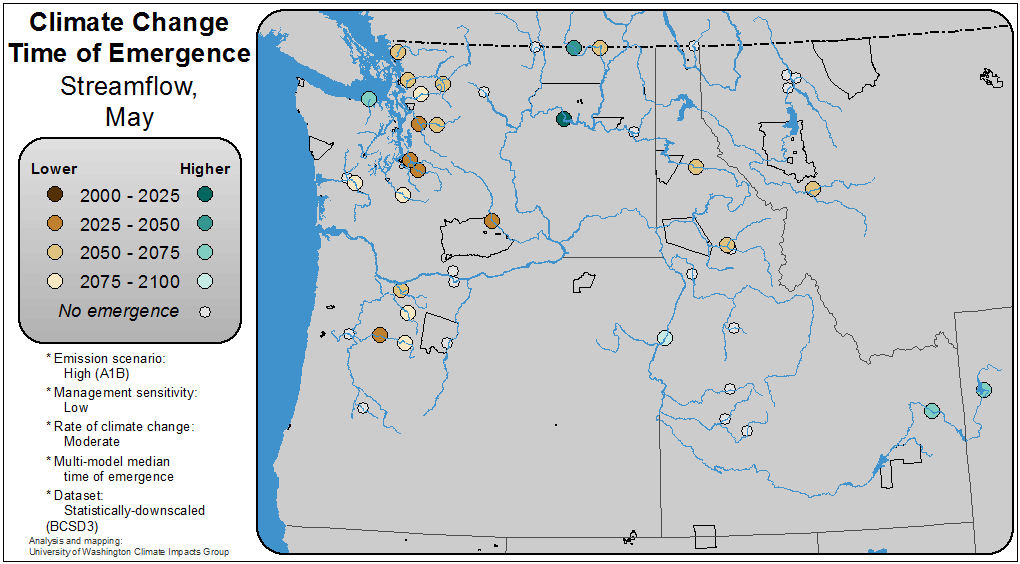 Climate Change
Time of Emergence
Streamflow,
May
Lower Higher
2000 - 2025
2025 - 2050
2050 - 2075
2075 - 2100
No emergence
* Emission scenario:
High (A1B)
* Management sensitivity:
Low
* Rate of climate change:
Moderate
* Multi-model median
time of emergence
* Dataset:
Statistically-downscaled
(BCSD3)
Analysis and mapping:
University of Washington Climate Impacts Group